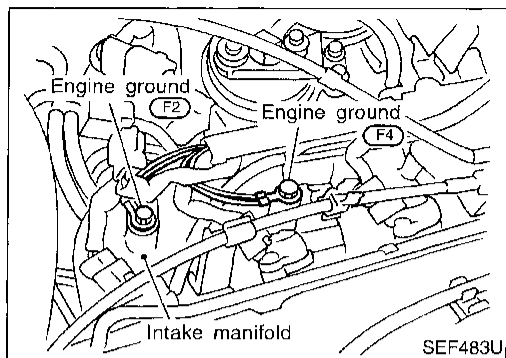 Engine ground
F2
Engine ground
F4
Intake manifold
SEF483U